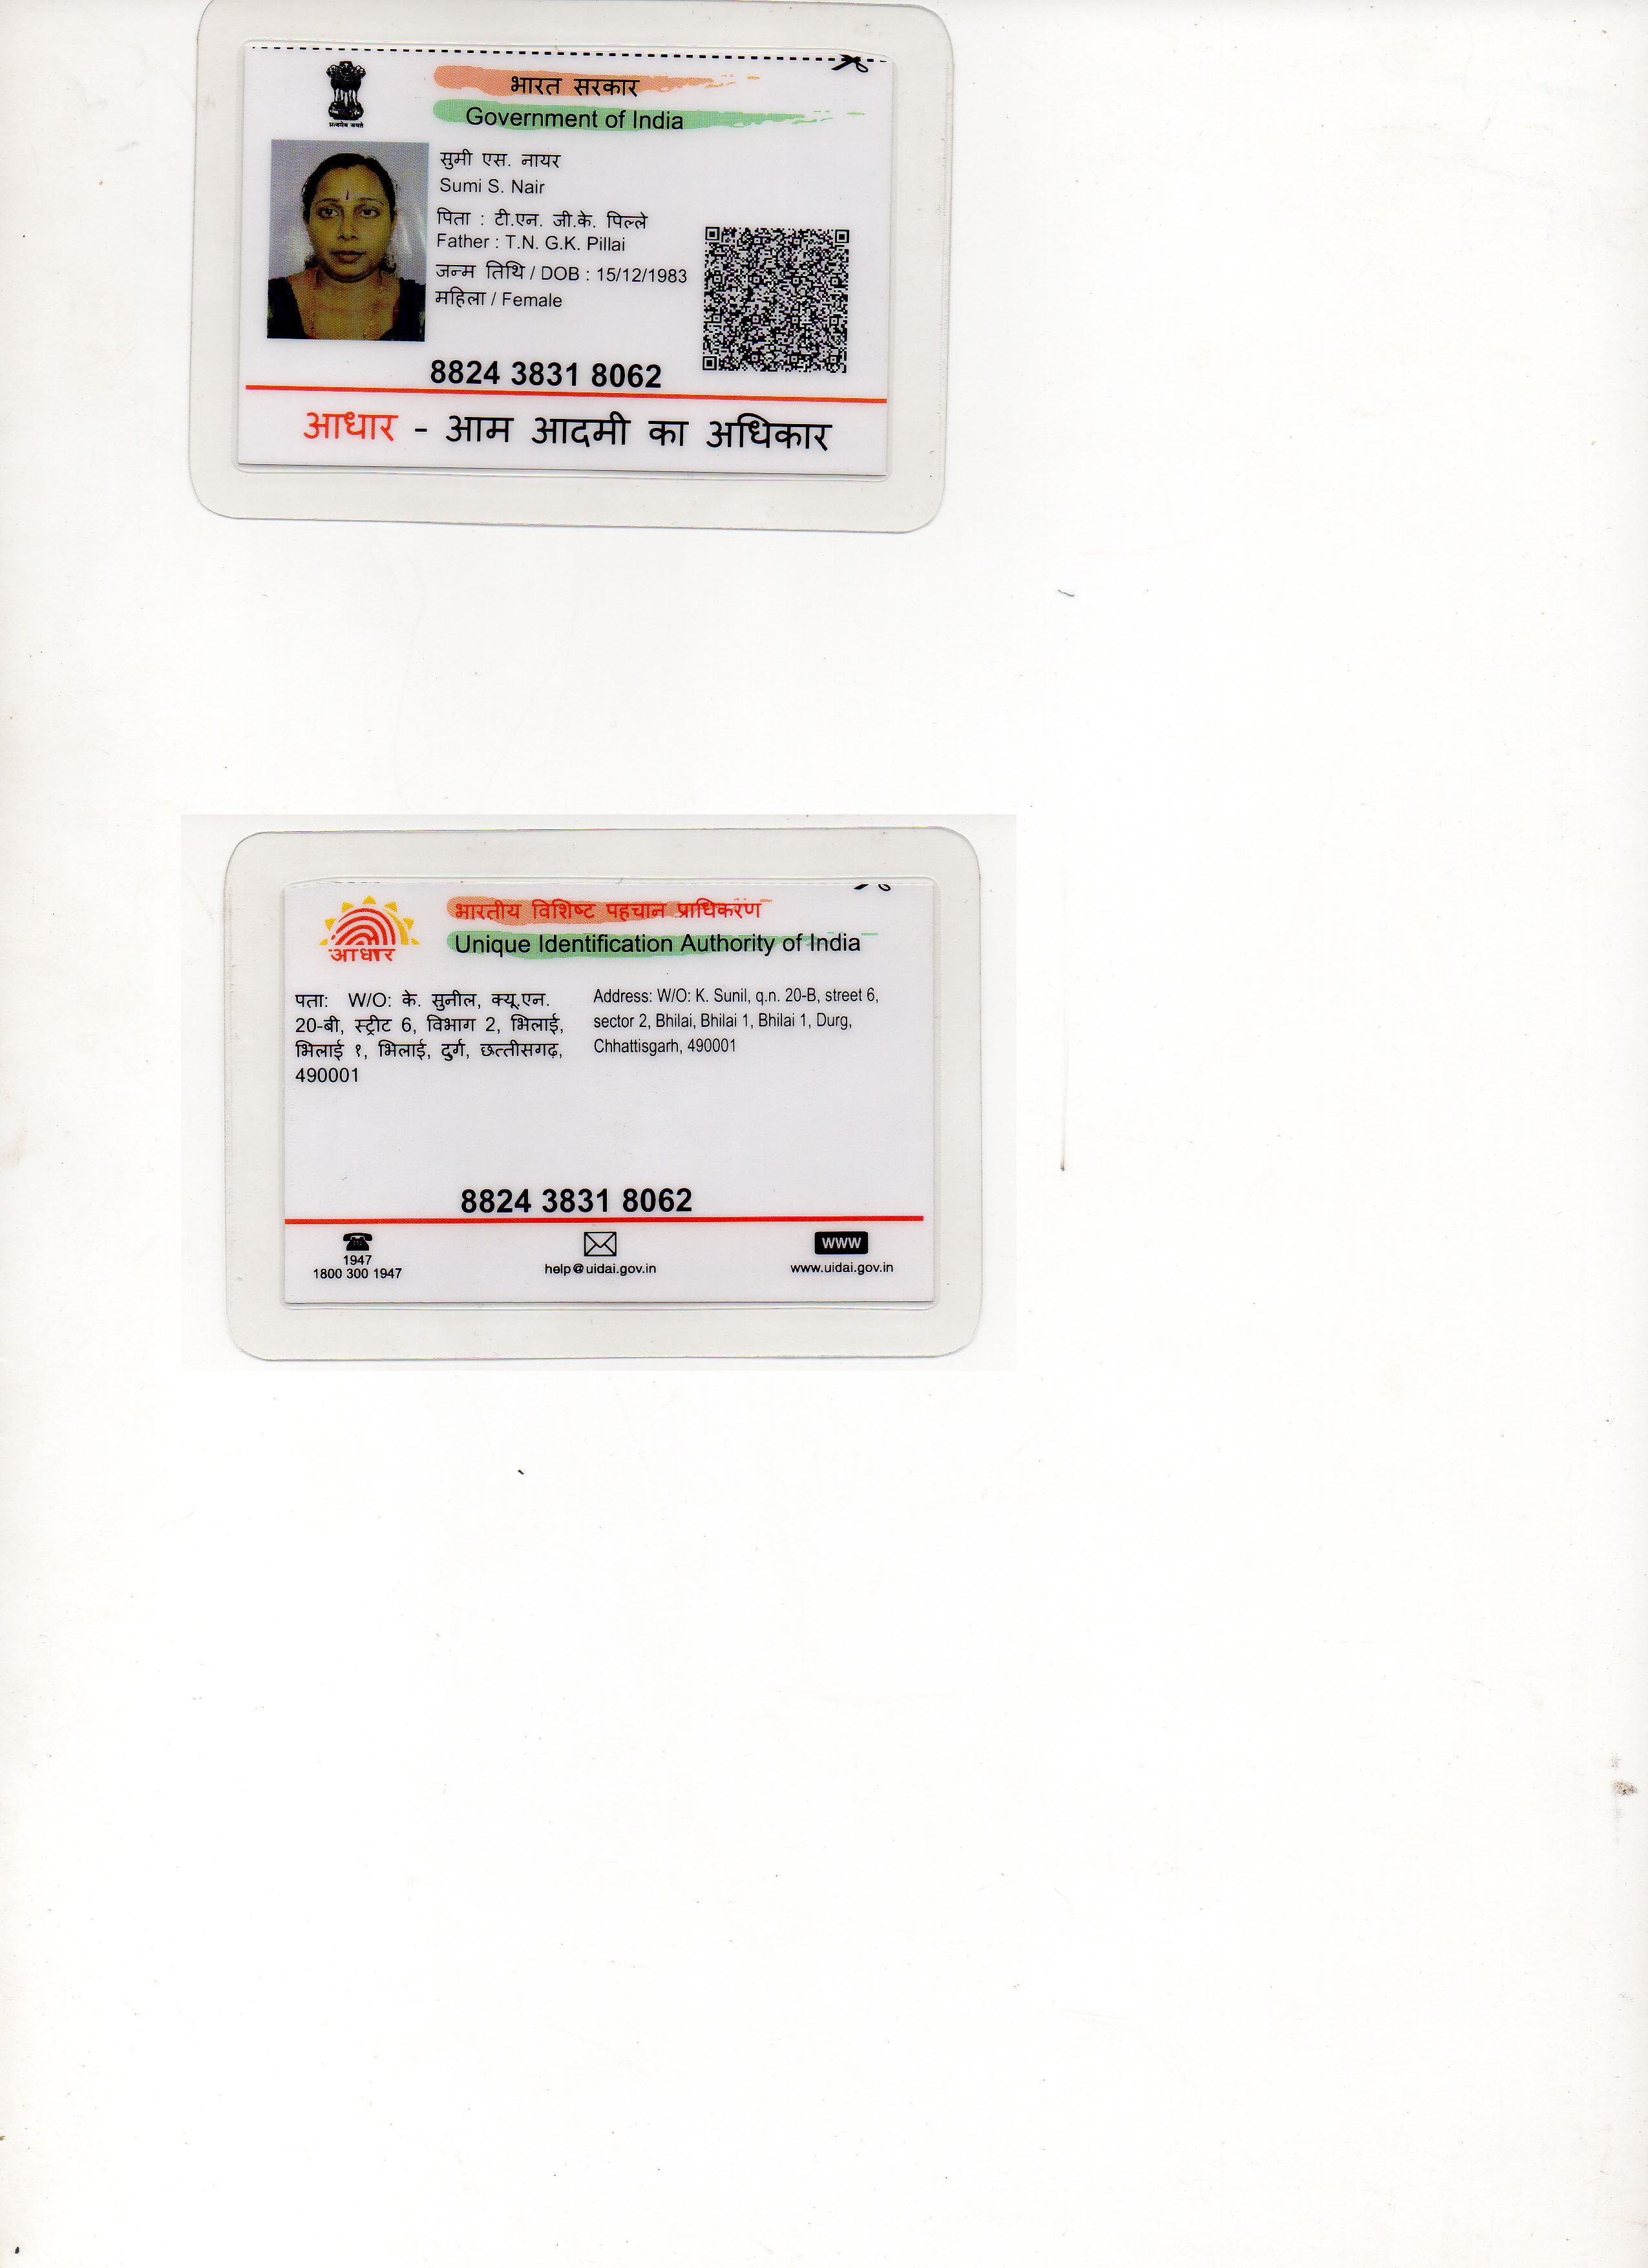 भारत सरकार
Government of India
सत्यमेव जयते
सुमी एस. नायर
Sumi S. Nair
पिता : टी.एन. जी.के. पिल्ले
Father : T.N. G.K. Pillai
जन्म तिथि / DOB : 15/12/1983
महिला / Female
8824 3831 8062
आधार - आम आदमी का अधिकार
भारतीय विशिष्ट पहचान प्राधिकरण
Unique Identification Authority of India
आधार
पता: W/O: के. सुनील, क्यू.एन.
20-बी, स्ट्रीट 6, विभाग 2, भिलाई,
भिलाई १, भिलाई, दुर्ग, छत्तीसगढ़,
490001
Address: W/O: K. Sunil, q.n. 20-B, street 6,
sector 2, Bhilai, Bhilai 1, Bhilai 1, Durg,
Chhattisgarh, 490001
8824 3831 8062
1947
1800 300 1947
help@uidai.gov.in
www
www.uidai.gov.in